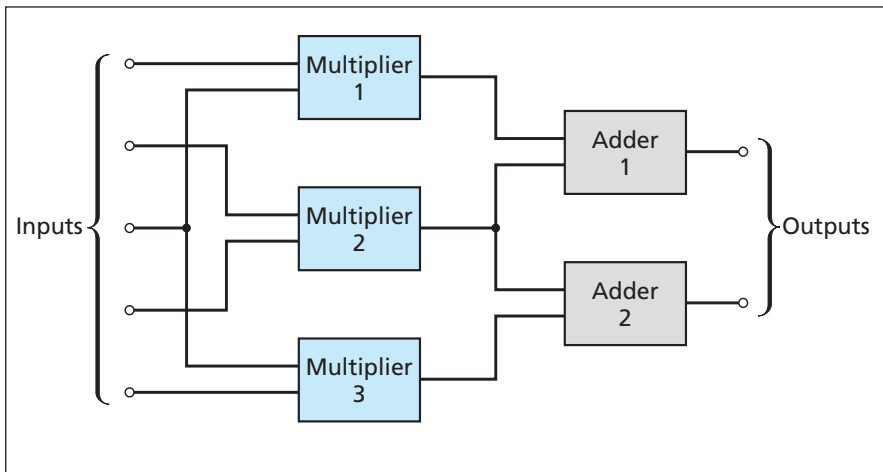 Inputs
Multiplier
1
Multiplier
2
Multiplier
3
Adder
1
Adder
2
Outputs